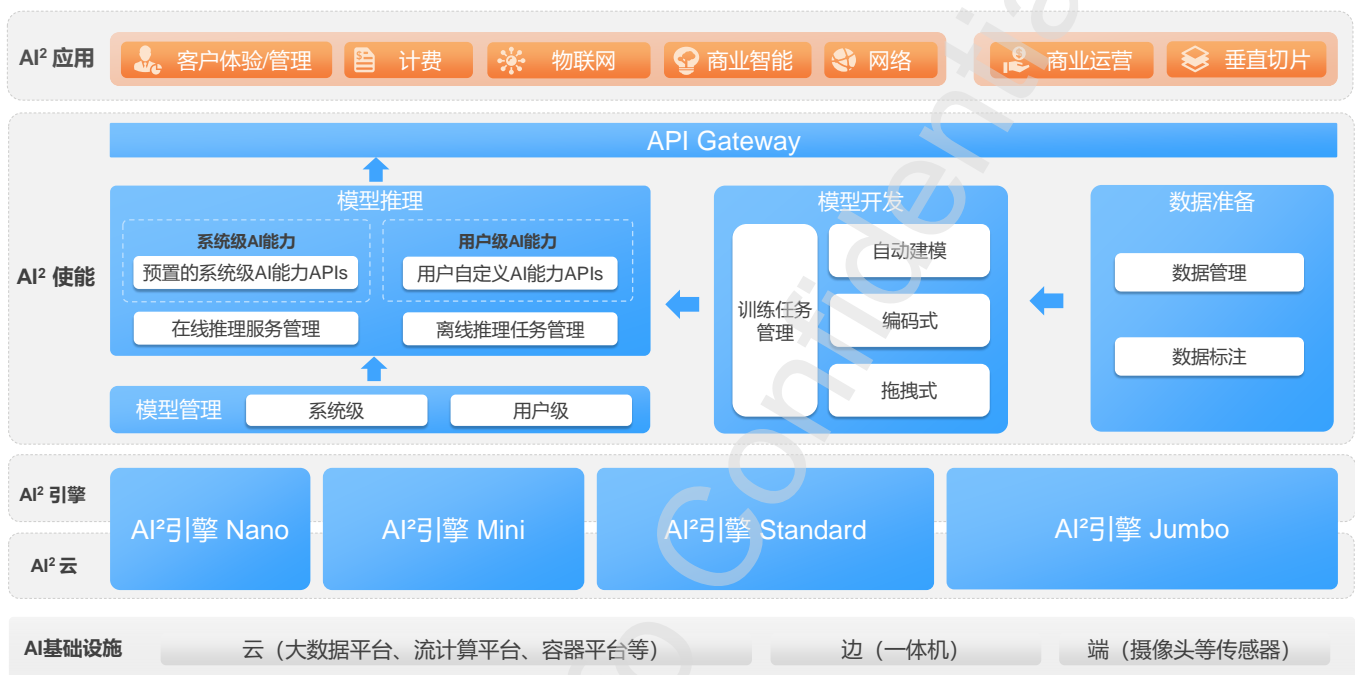 AI² 应用
客户体验/管理
计费
物联网
商业智能
网络
商业运营
垂直切片
AI² 使能
API Gateway
模型推理
系统级AI能力
预置的系统级AI能力APIs
用户级AI能力
用户自定义AI能力APIs
在线推理服务管理
离线推理任务管理
模型管理
系统级
用户级
模型开发
训练任务
管理
自动建模
编码式
拖拽式
数据准备
数据管理
数据标注
AI² 引擎
AI² 云
AI²引擎 Nano
AI²引擎 Mini
AI²引擎 Standard
AI²引擎 Jumbo
AI基础设施
云（大数据平台、流计算平台、容器平台等）
边（一体机）
端（摄像头等传感器）